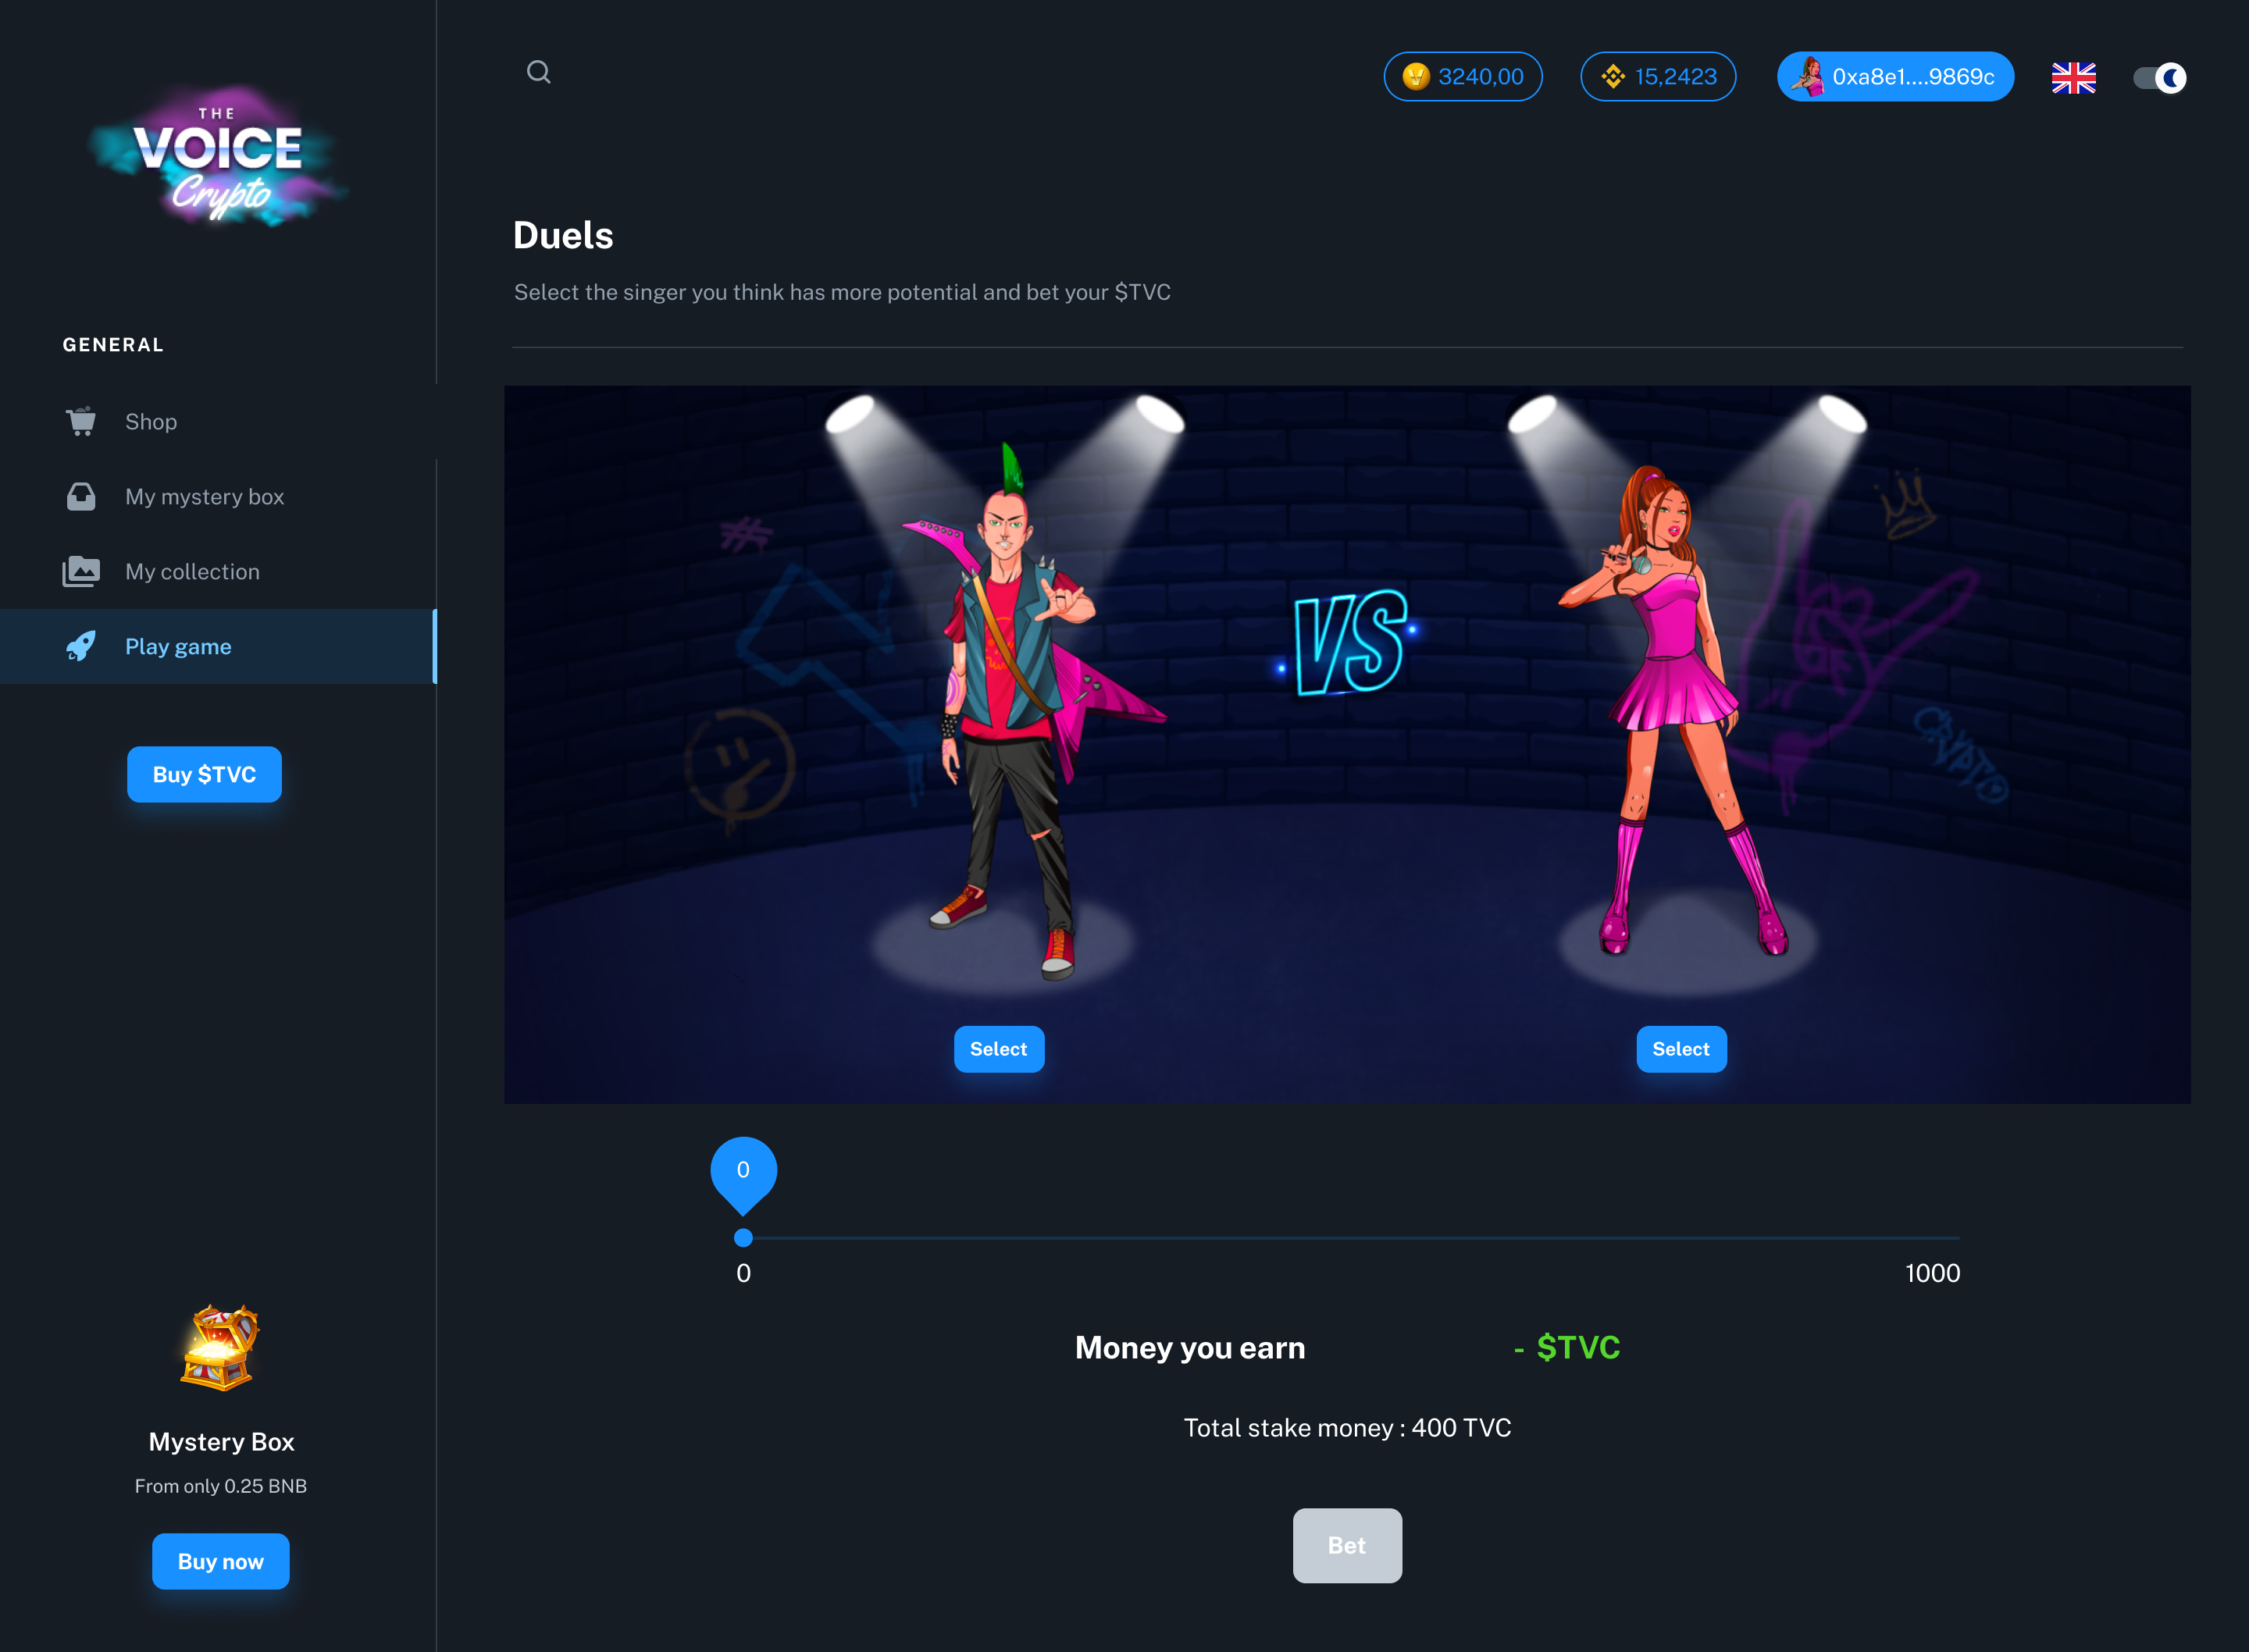 THE
VOICE
Crypto
3240,00
15,2423
0xa8e1....9869c
Duels
Select the singer you think has more potential and bet your $TVC
GENERAL
Shop
My mystery box
My collection
Play game
Buy $TVC
#
VS
CRYPTO
Select
Select
0
0
1000
Money you earn
- $TVC
Total stake money : 400 TVC
Bet
Mystery Box
From only 0.25 BNB
Buy now